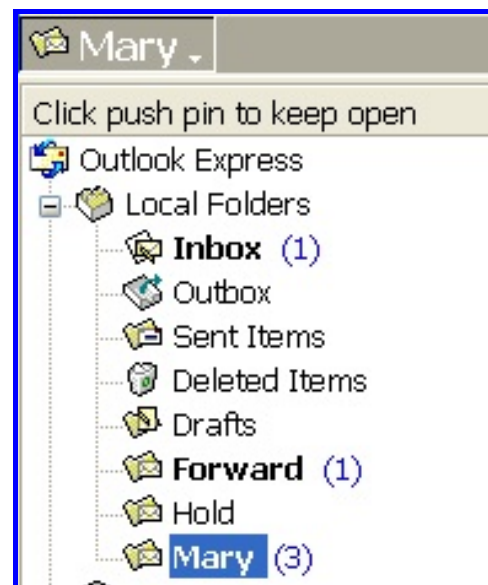 Mary
Click push pin to keep open
Outlook Express
Local Folders
Inbox (1)
Outbox
Sent Items
Deleted Items
Drafts
Forward (1)
Hold
Mary (3)